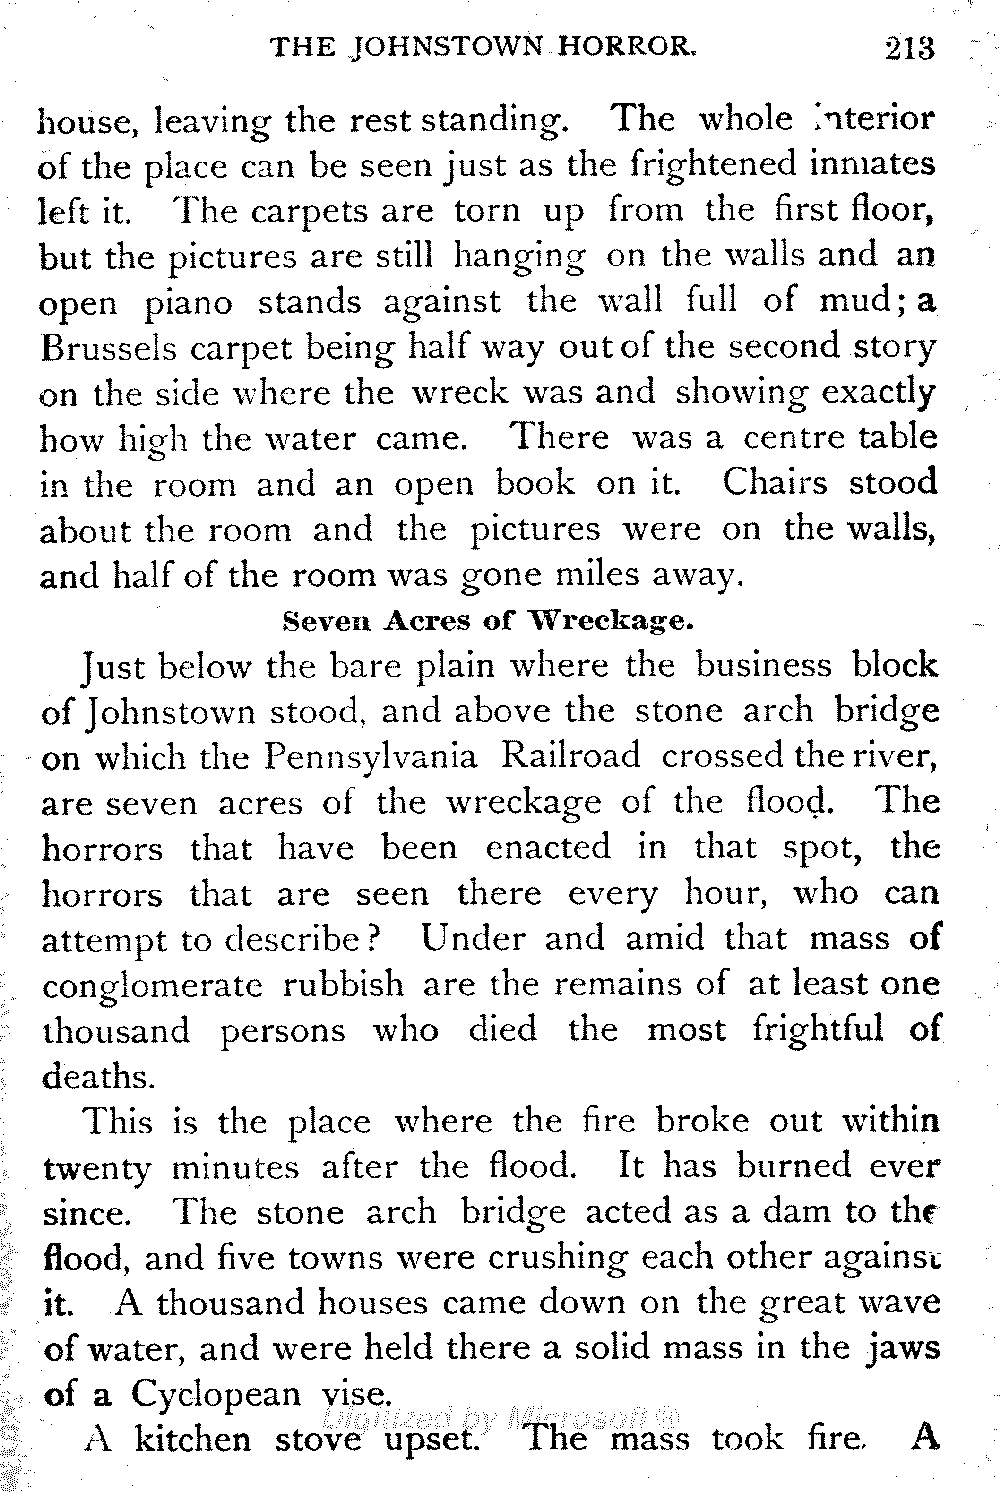 THE JOHNSTOWN HORROR. 213
house, leaving the rest standing. The whole interior
of the place can be seen just as the frightened inmates
left it. The carpets are torn up from the first floor,
but the pictures are still hanging on the walls and an
open piano stands against the wall full of mud; a
Brussels carpet being half way out of the second story
on the side where the wreck was and showing exactly
how high the water came. There was a centre table
in the room and an open book on it. Chairs stood
about the room and the pictures were on the walls,
and half of the room was gone miles away.
Seven Acres of Wreckage.
Just below the bare plain where the business block
of Johnstown stood, and above the stone arch bridge
on which the Pennsylvania Railroad crossed the river,
are seven acres of the wreckage of the flood. The
horrors that have been enacted in that spot, the
horrors that are seen there every hour, who can
attempt to describe? Under and amid that mass of
conglomerate rubbish are the remains of at least one
thousand persons who died the most frightful of
deaths.
This is the place where the fire broke out within
twenty minutes after the flood. It has burned ever
since. The stone arch bridge acted as a dam to the
flood, and five towns were crushing each other against
it. A thousand houses came down on the great wave
of water, and were held there a solid mass in the jaws
of a Cyclopean vise.
Digitized by Microsoft ®
A kitchen stove upset. The mass took fire. A